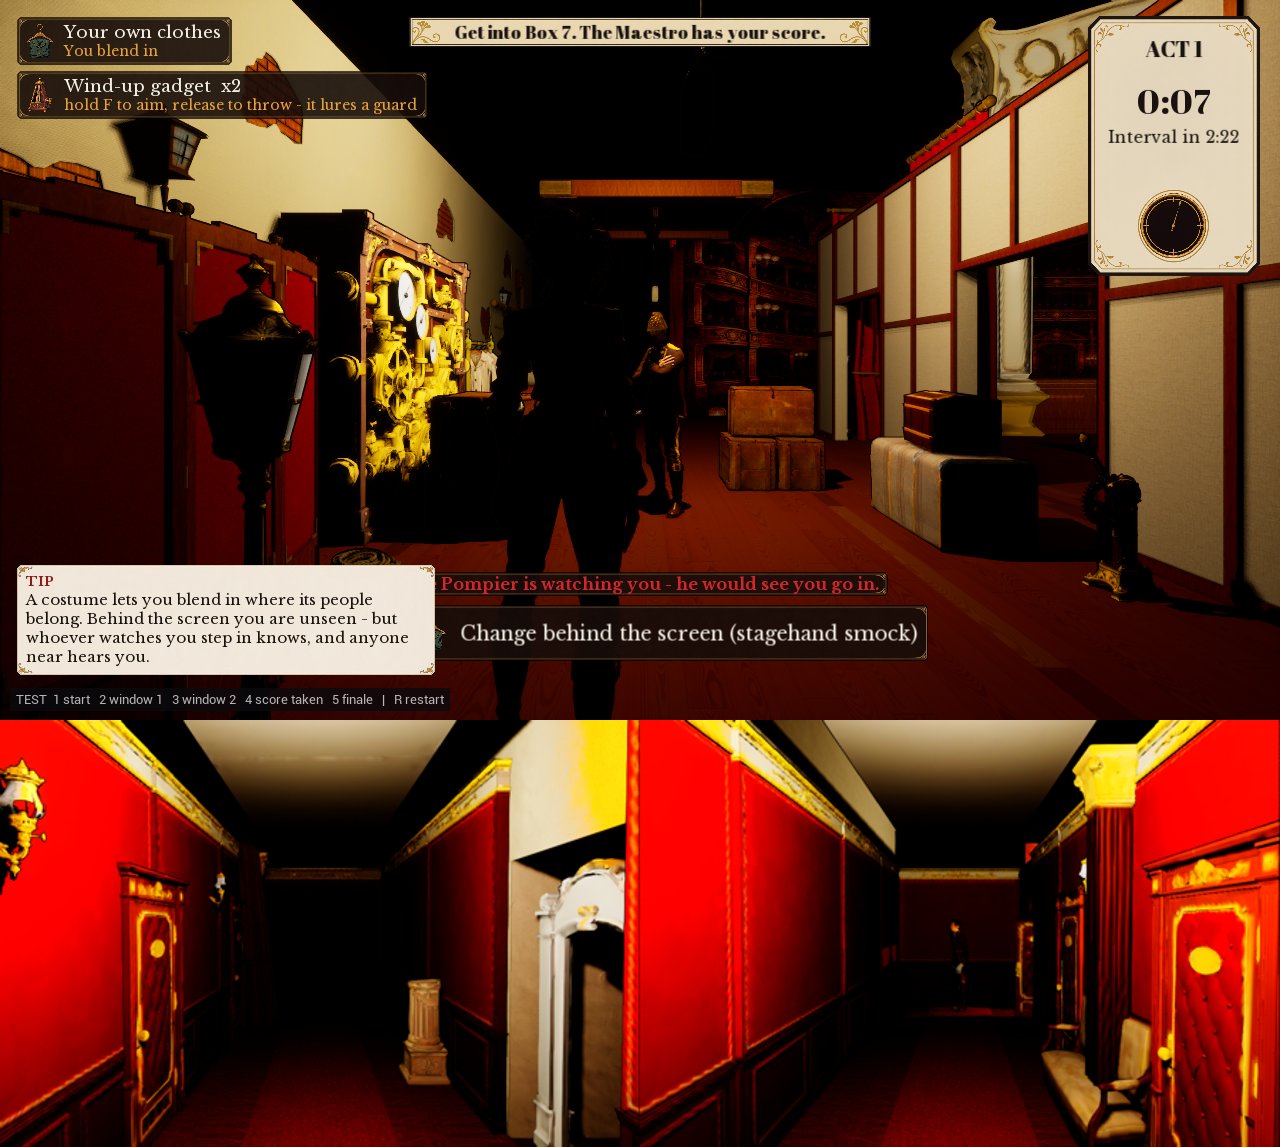 Your own clothes
You blend in
Wind-up gadget x2
hold F to aim, release to throw - it lures a guard
Get into Box 7. The Maestro has your score.
ACT 1
0:07
Interval in 2:22
Pompier is watching you - he would see you go in.
Change behind the screen (stagehand smock)
TIP
A costume lets you blend in where its people
belong. Behind the screen you are unseen - but
whoever watches you step in knows, and anyone
near hears you.
TEST 1 start 2 window 1 3 window 2 4 score taken 5 finale | R restart